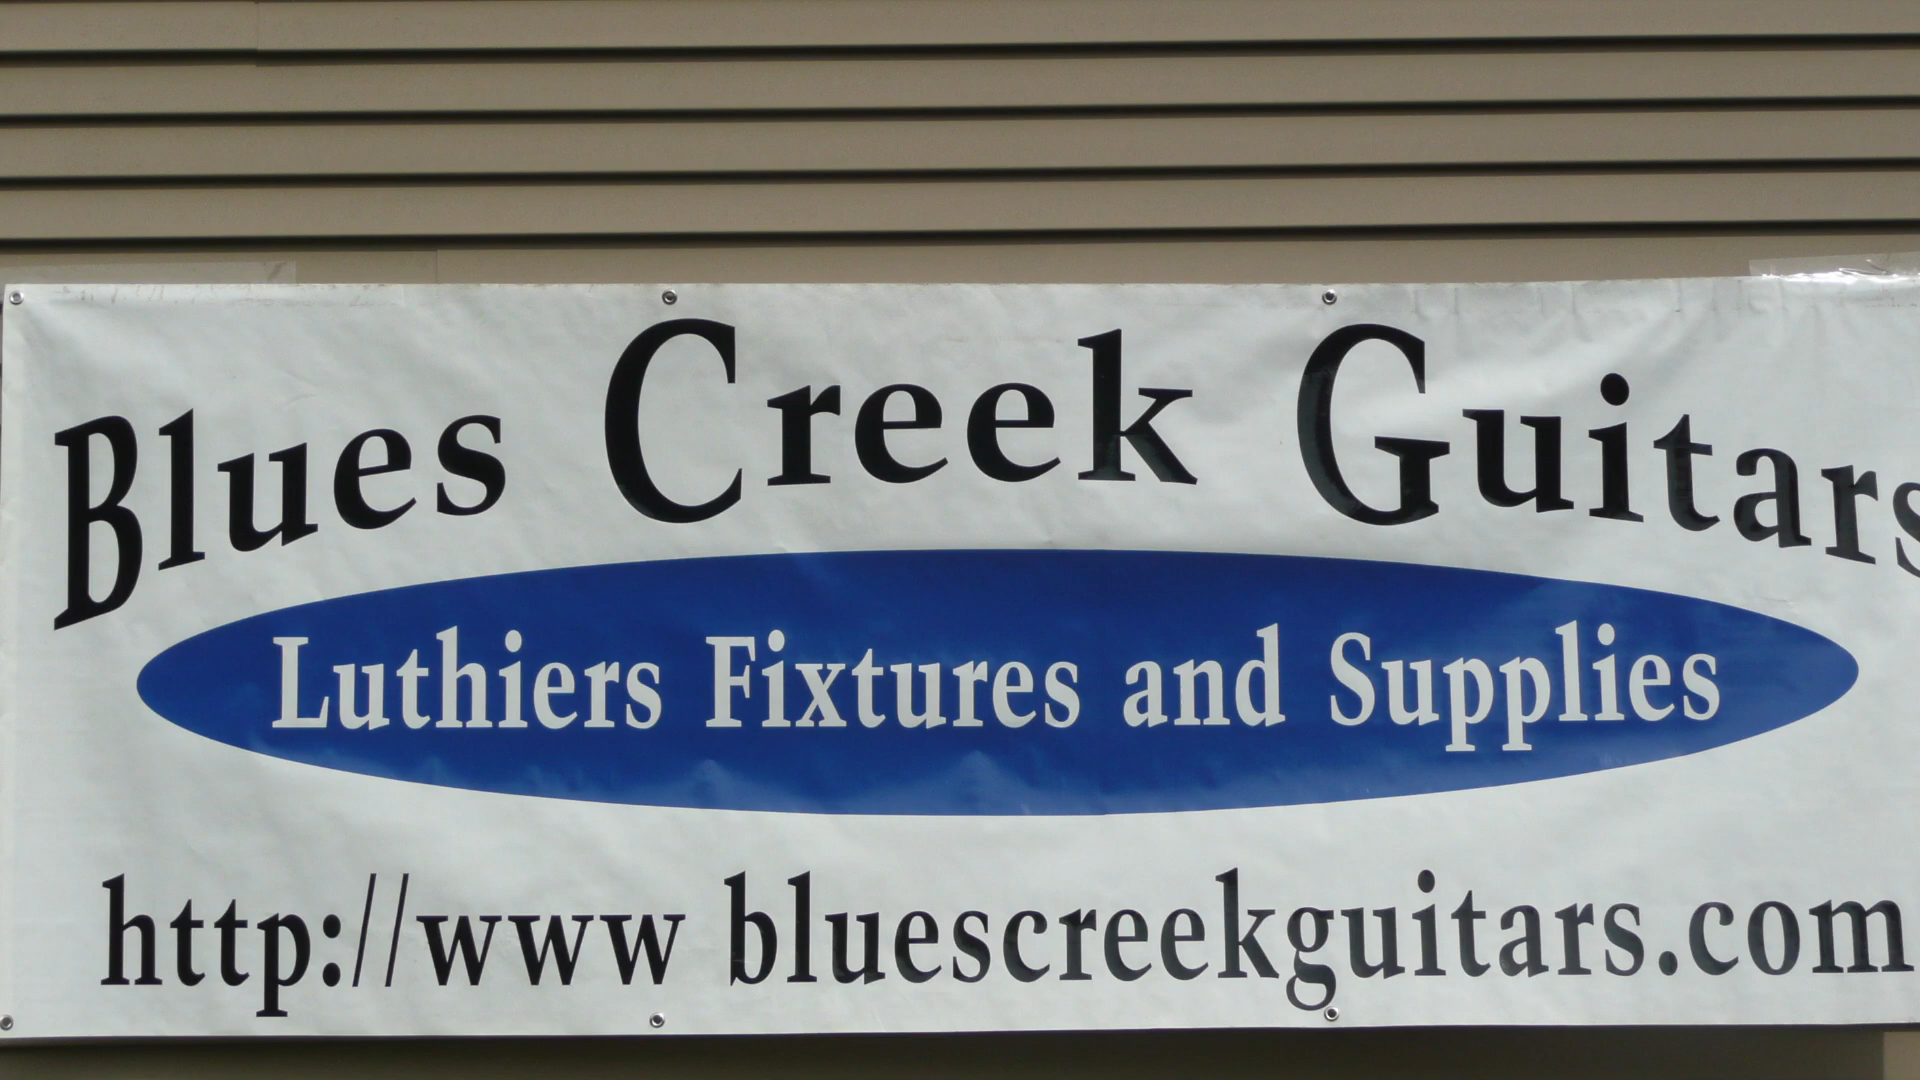 Blues Creek Guitars
Luthiers Fixtures and Supplies
http://www bluescreekguitars.com